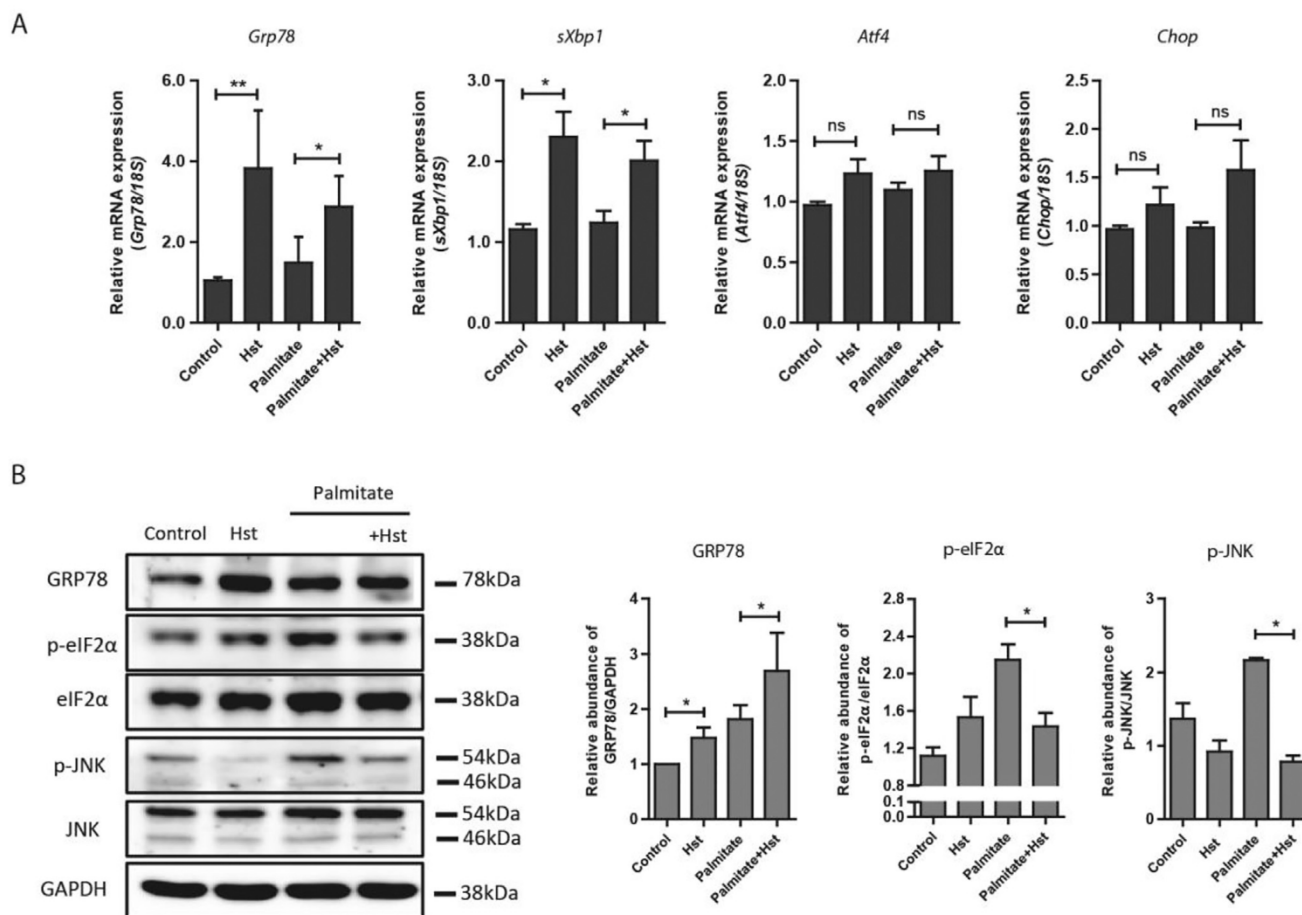 A
Grp78
Relative mRNA expression
(Grp78/18S)
6.0
4.0
2.0
0.0
**
*
Control
Hst
Palmitate
Palmitate+Hst
sXbp1
Relative mRNA expression
(sXbp1/18S)
3.0
2.0
1.0
0.0
*
*
Control
Hst
Palmitate
Palmitate+Hst
Atf4
Relative mRNA expression
(Atf4/18S)
2.0
1.5
1.0
0.5
0.0
ns
ns
Control
Hst
Palmitate
Palmitate+Hst
Chop
Relative mRNA expression
(Chop/18S)
2.5
2.0
1.5
1.0
0.5
0.0
ns
ns
Control
Hst
Palmitate
Palmitate+Hst
B
Palmitate
Control Hst +Hst
GRP78 78kDa
p-eIF2α 38kDa
eIF2α 38kDa
p-JNK 54kDa
46kDa
JNK 54kDa
46kDa
GAPDH 38kDa
GRP78
Relative abundance of
GRP78/GAPDH
4
3
2
1
0
*
*
Control
Hst
Palmitate
Palmitate+Hst
p-eIF2α
Relative abundance of
p-eIF2α/eIF2α
2.8
2.4
2.0
1.6
1.2
0.8
0.1
0.0
*
Control
Hst
Palmitate
Palmitate+Hst
p-JNK
Relative abundance of
p-JNK/JNK
3
2
1
0
*
Control
Hst
Palmitate
Palmitate+Hst